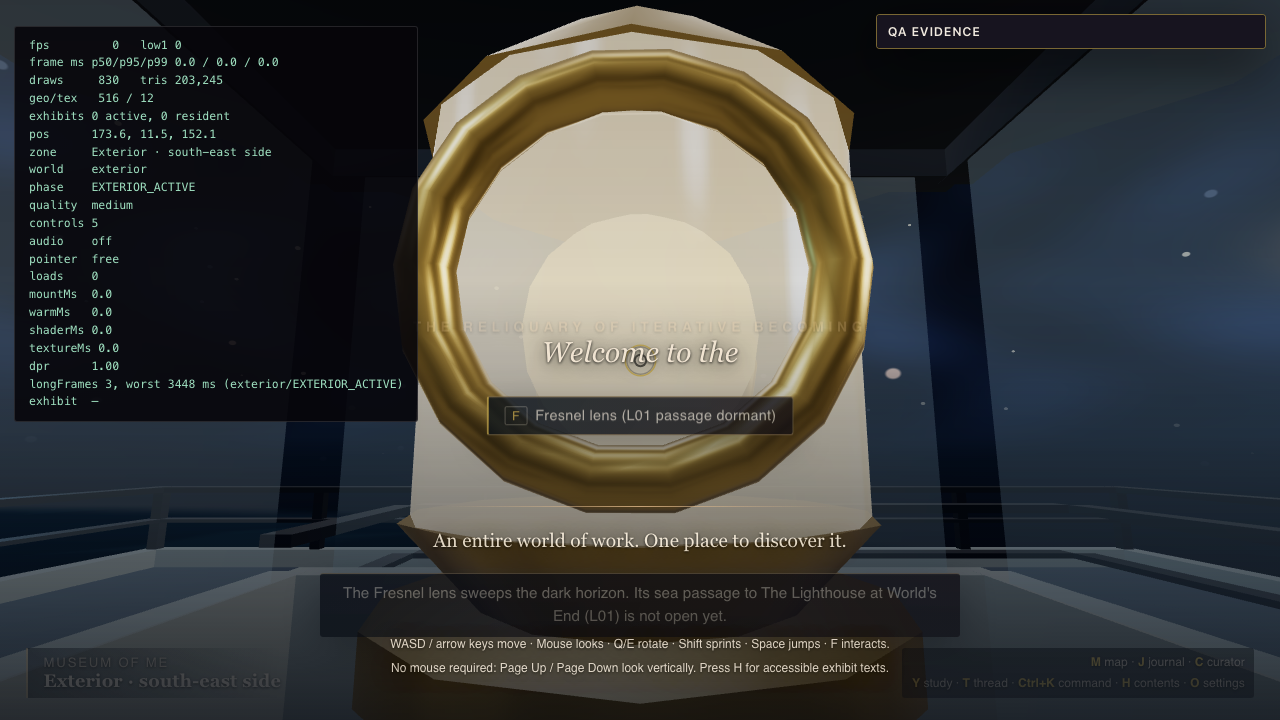 fps 0 low1 0
frame ms p50/p95/p99 0.0 / 0.0 / 0.0
draws 830 tris 203,245
geo/tex 516 / 12
exhibits 0 active, 0 resident
pos 173.6, 11.5, 152.1
zone Exterior · south-east side
world exterior
phase EXTERIOR_ACTIVE
quality medium
controls 5
audio off
pointer free
loads 0
mountMs 0.0
warmMs 0.0
shaderMs 0.0
textureMs 0.0
dpr 1.00
longFrames 3, worst 3448 ms (exterior/EXTERIOR_ACTIVE)
exhibit —
QA EVIDENCE
THE RELIQUARY OF ITERATIVE BECOMING
Welcome to the
F Fresnel lens (L01 passage dormant)
An entire world of work. One place to discover it.
The Fresnel lens sweeps the dark horizon. Its sea passage to The Lighthouse at World's
End (L01) is not open yet.
WASD / arrow keys move · Mouse looks · Q/E rotate · Shift sprints · Space jumps · F interacts.
No mouse required: Page Up / Page Down look vertically. Press H for accessible exhibit texts.
MUSEUM OF ME
Exterior · south-east side
M map · J journal · C curator
Y study · T thread · Ctrl+K command · H contents · O settings